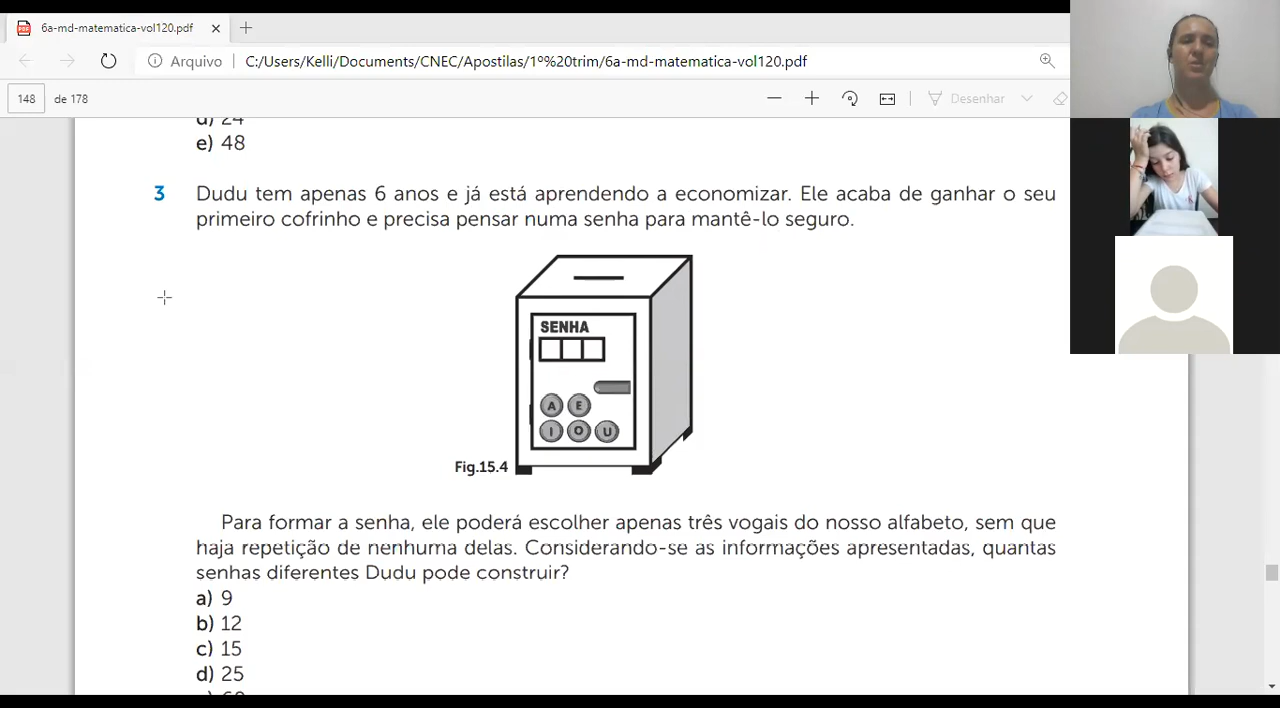 6a-md-matematica-vol120.pdf
Arquivo C:/Users/Kelli/Documents/CNEC/Apostilas/1º%20trim/6a-md-matematica-vol120.pdf
148 de 178 Desenhar
d) 24
e) 48
3 Dudu tem apenas 6 anos e já está aprendendo a economizar. Ele acaba de ganhar o seu
primeiro cofrinho e precisa pensar numa senha para mantê-lo seguro.
SENHA
A E
I O U
Fig.15.4
Para formar a senha, ele poderá escolher apenas três vogais do nosso alfabeto, sem que
haja repetição de nenhuma delas. Considerando-se as informações apresentadas, quantas
senhas diferentes Dudu pode construir?
a) 9
b) 12
c) 15
d) 25